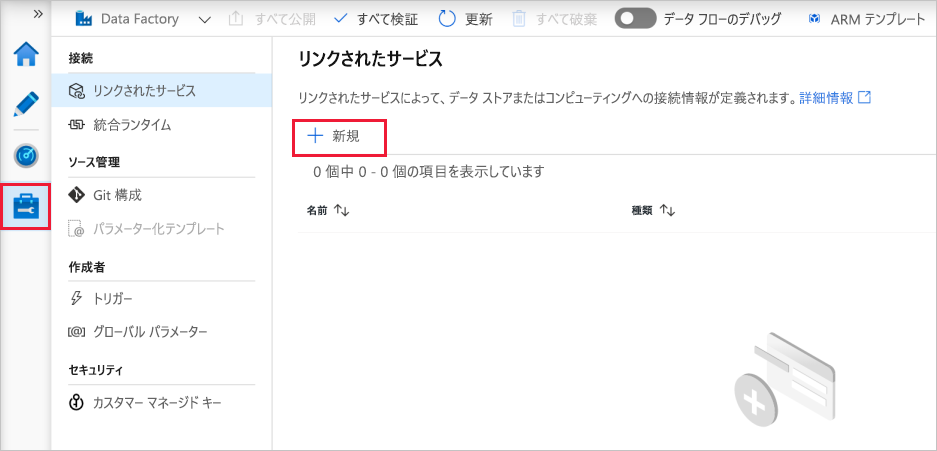 Data Factory すべて公開 すべて検証 更新 すべて破棄 データ フローのデバッグ ARM テンプレート
接続
リンクされたサービス
統合ランタイム
ソース管理
Git 構成
パラメーター化テンプレート
作成者
トリガー
グローバル パラメーター
セキュリティ
カスタマー マネージド キー
リンクされたサービス
リンクされたサービスによって、データ ストアまたはコンピューティングへの接続情報が定義されます。詳細情報
新規
0 個中 0 - 0 個の項目を表示しています
名前 種類